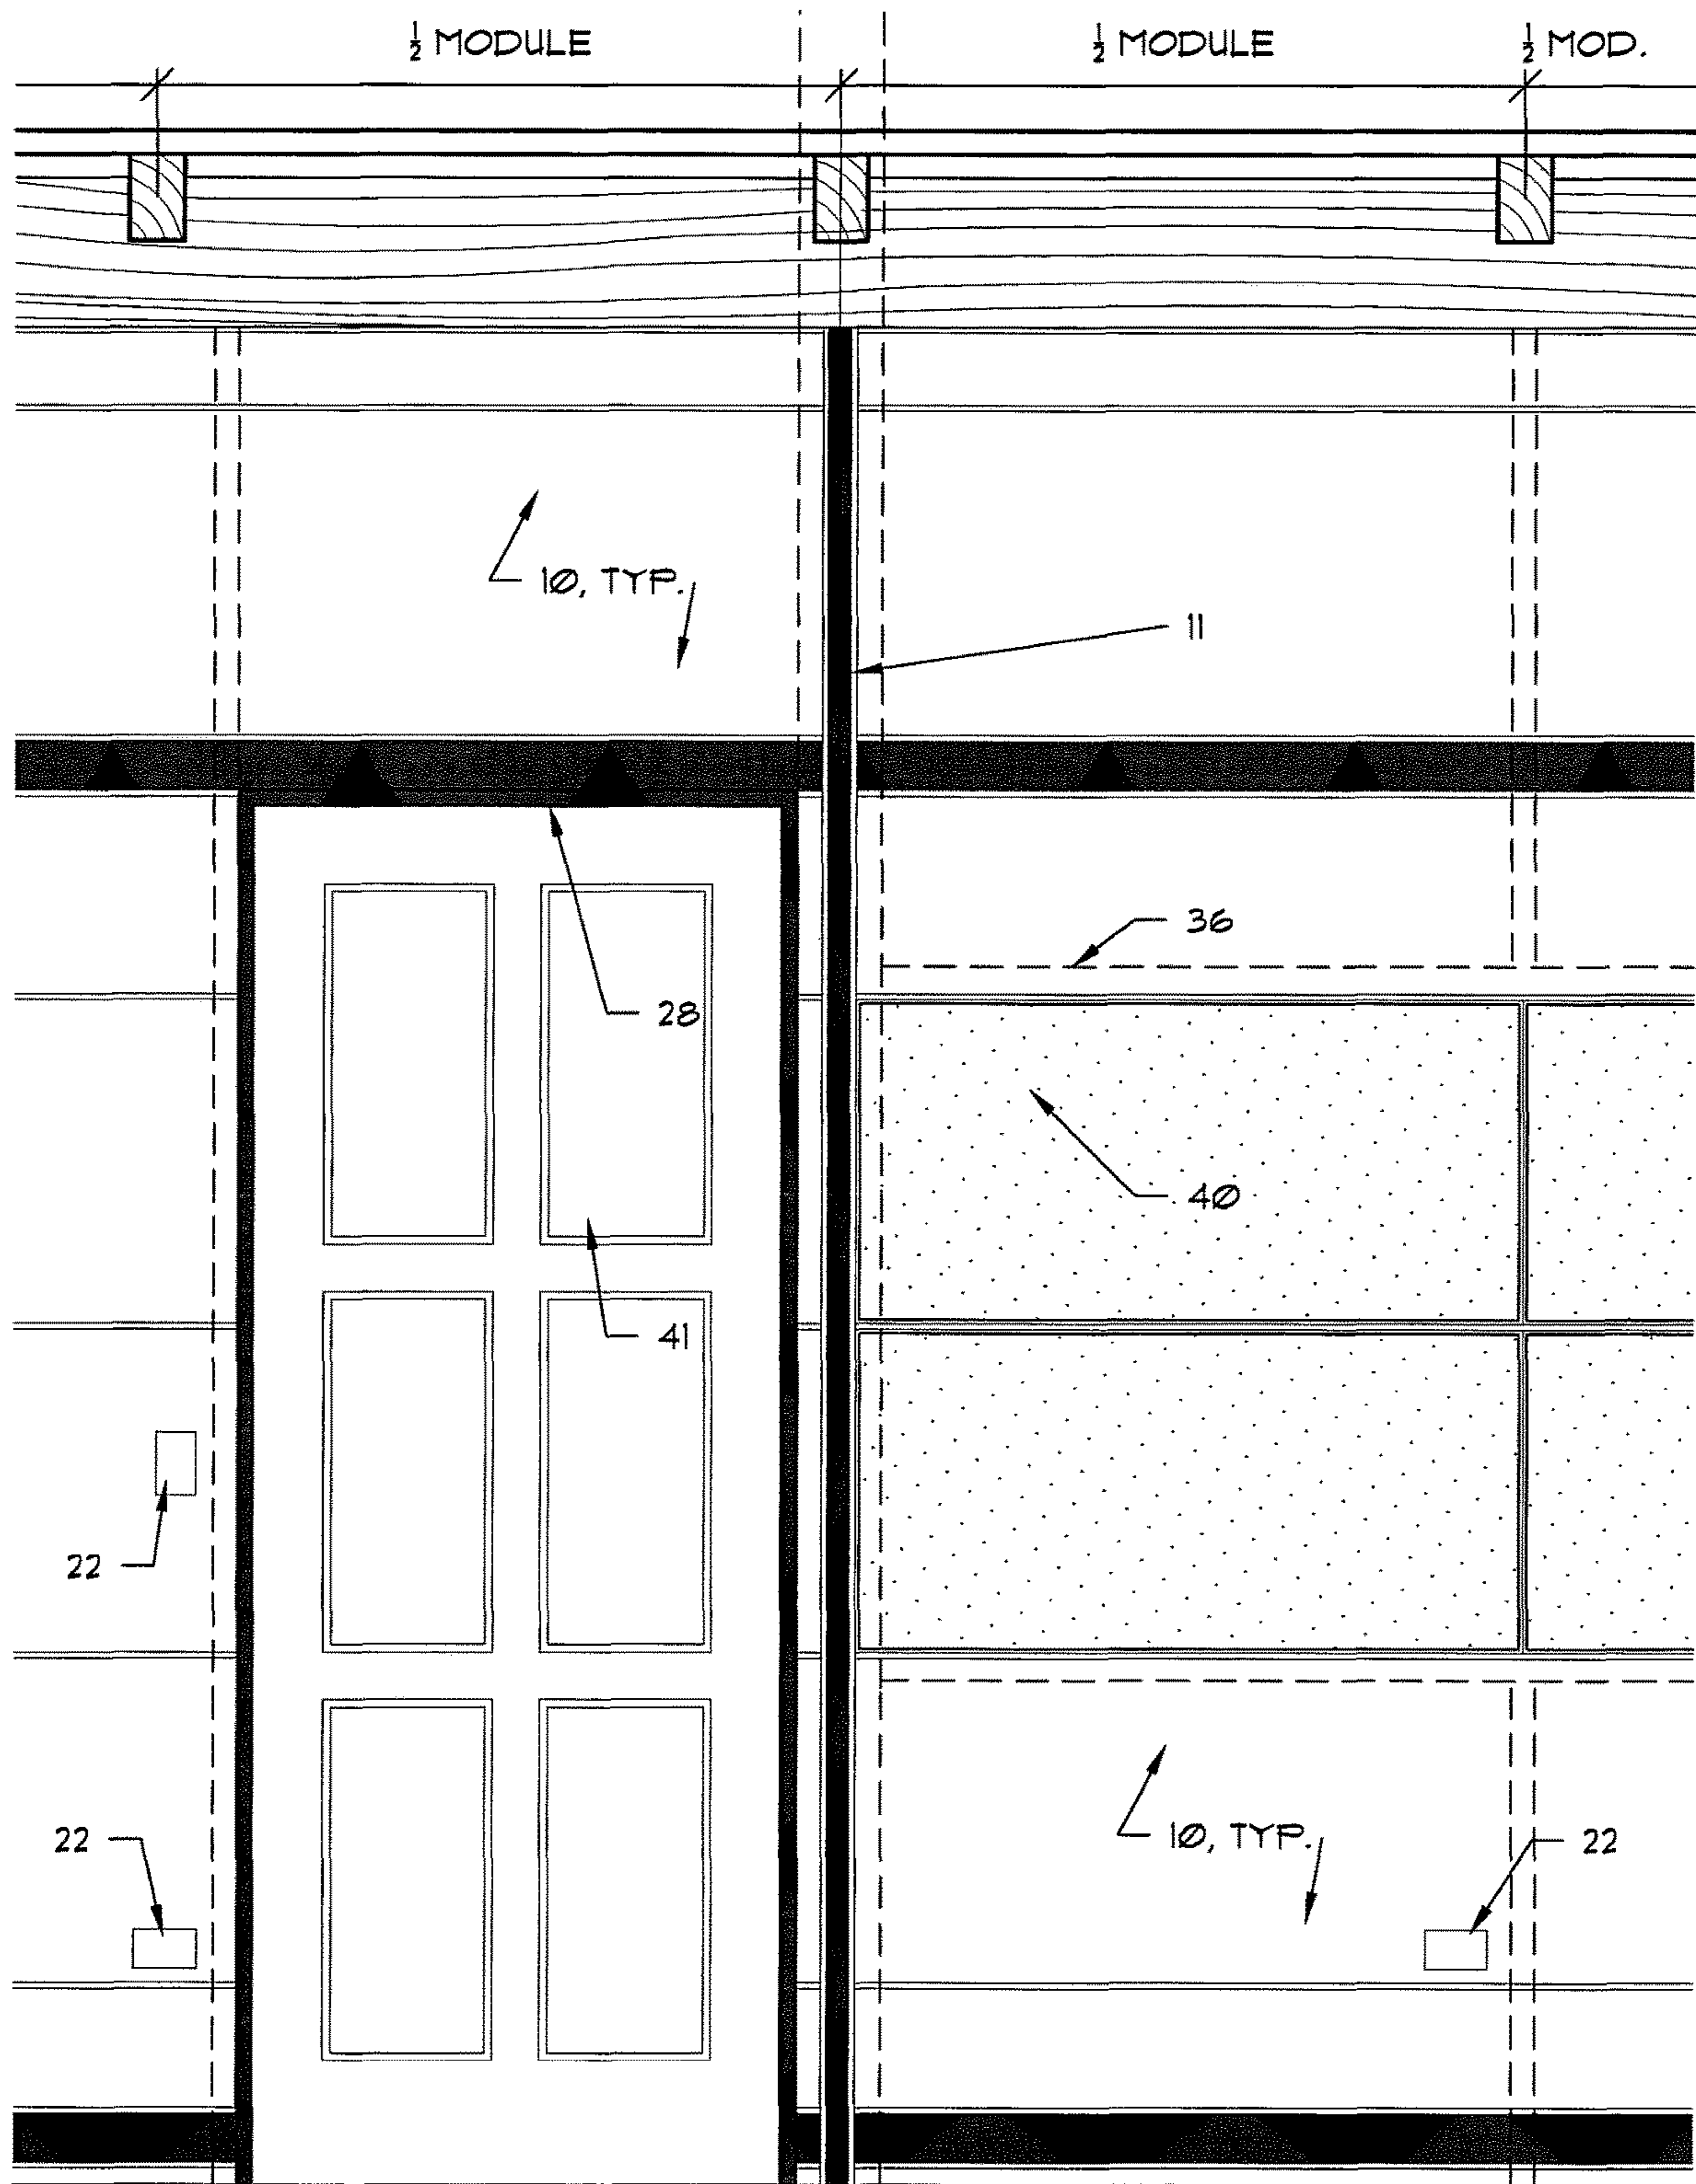 ½ MODULE
½ MODULE
½ MOD.
10, TYP.
11
36
28
40
41
22
22
10, TYP.
22